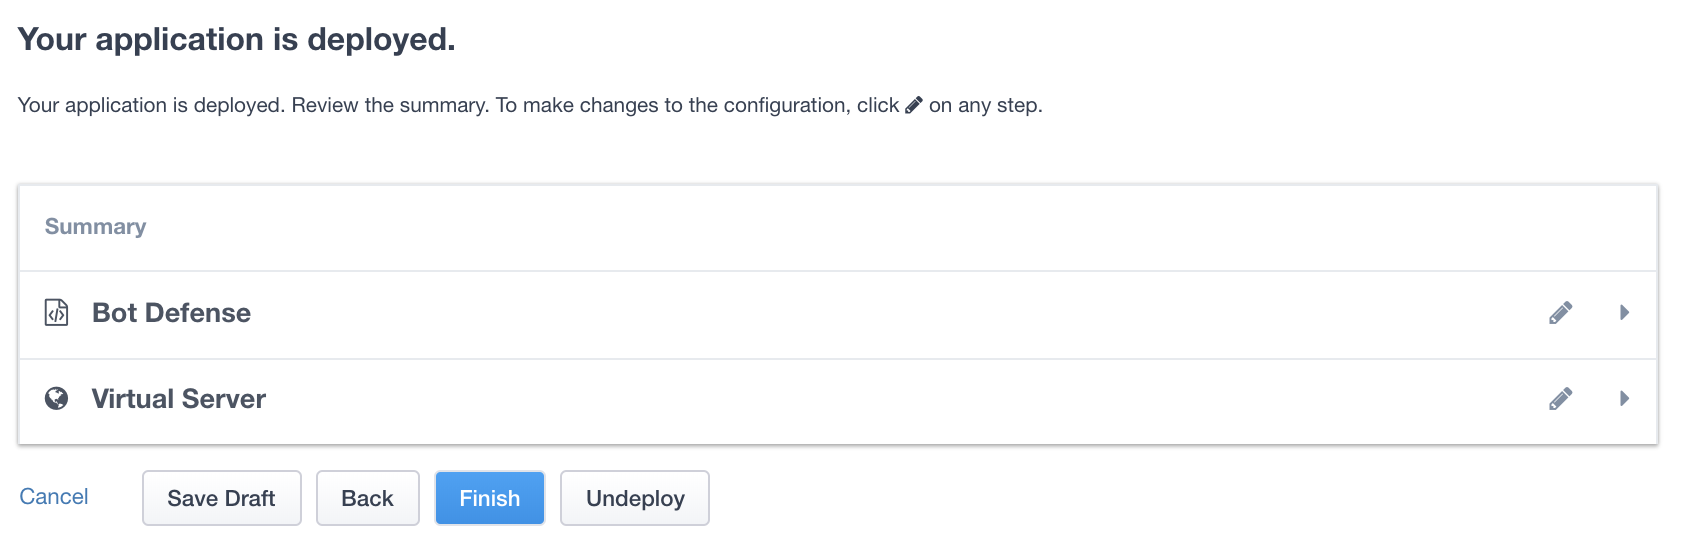 Your application is deployed.
Your application is deployed. Review the summary. To make changes to the configuration, click on any step.
Summary
Bot Defense
Virtual Server
Cancel Save Draft Back Finish Undeploy